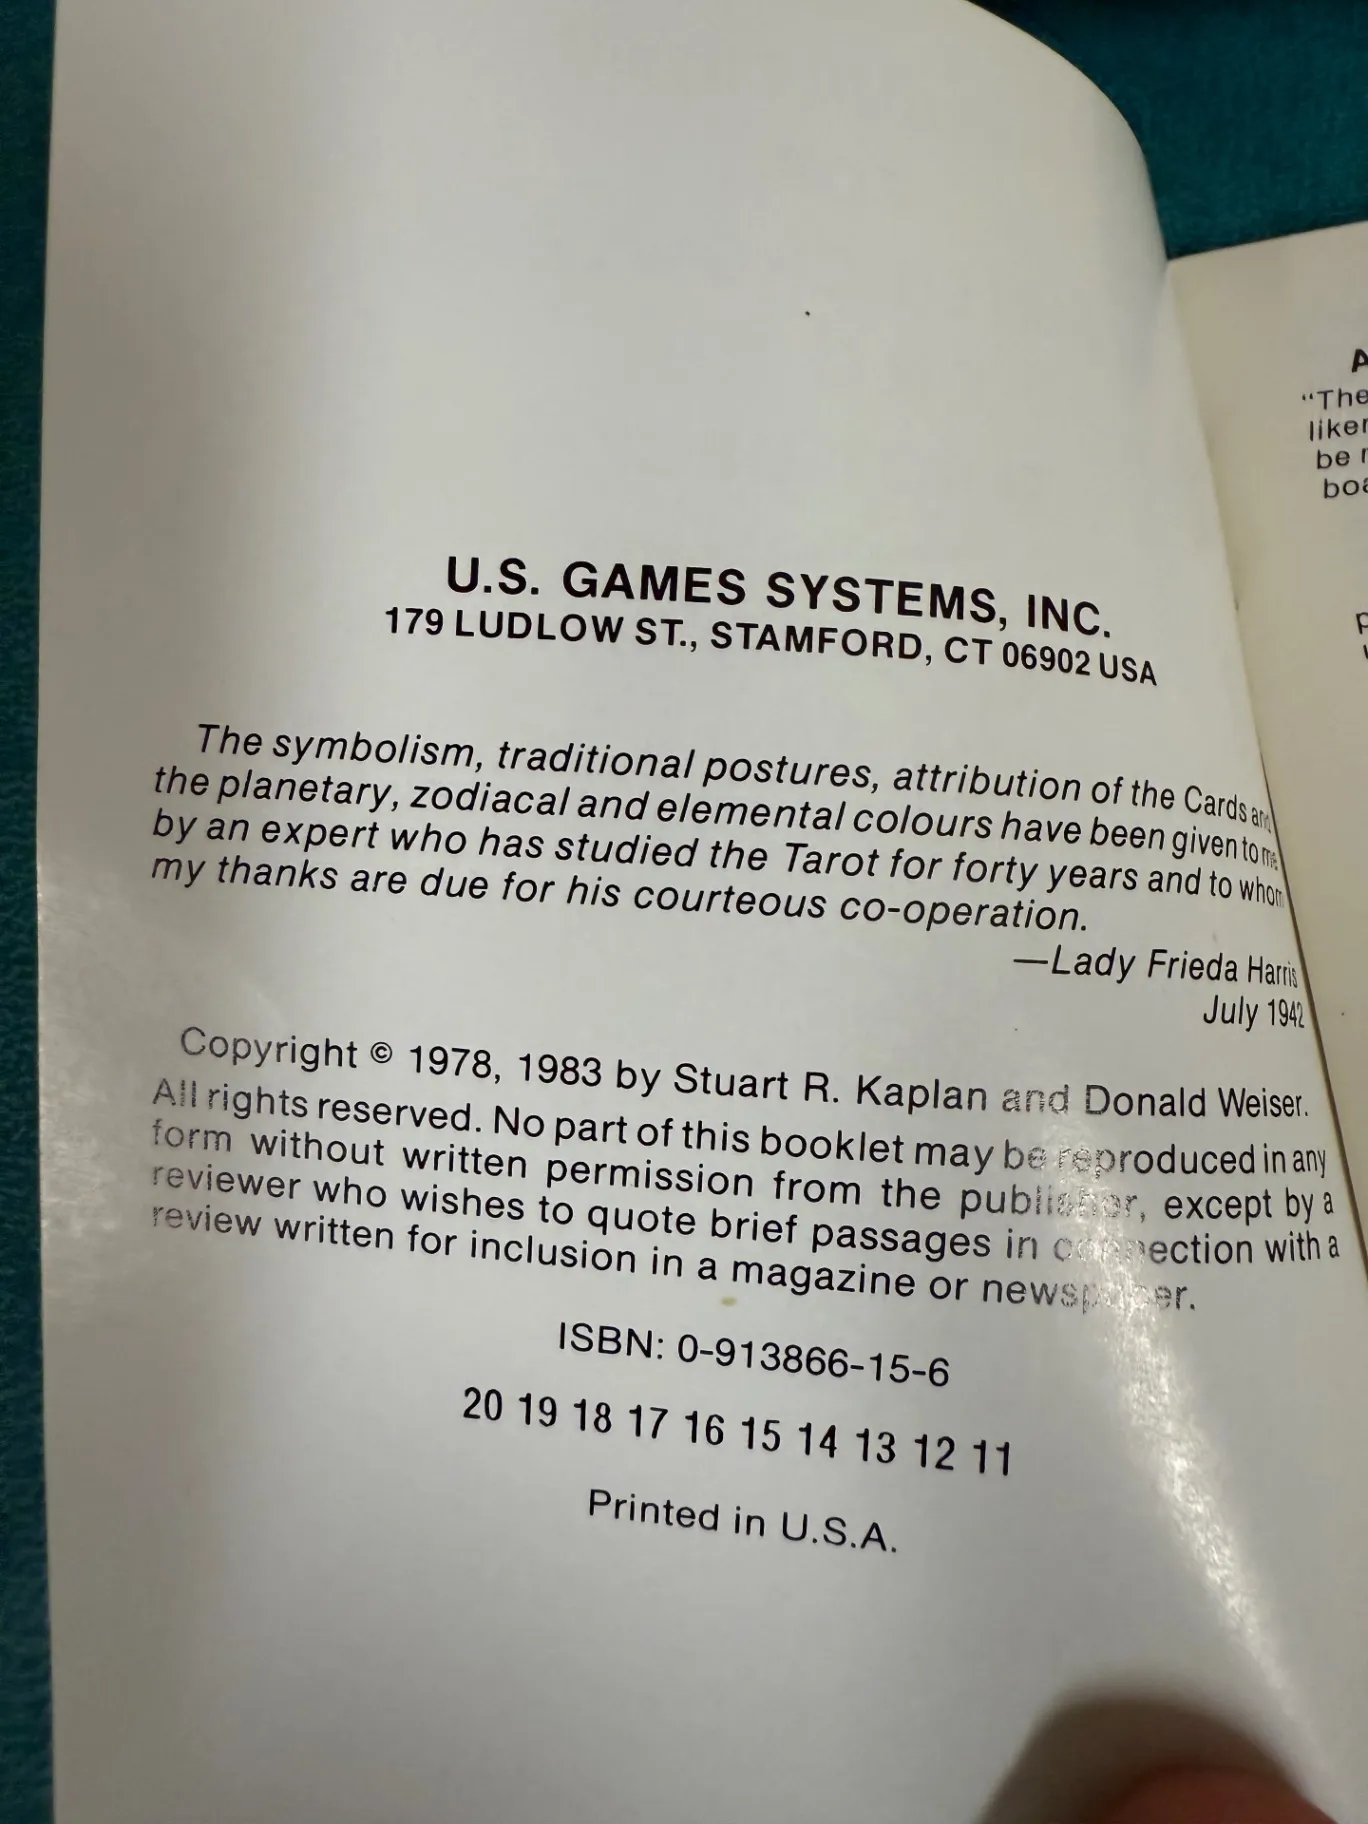 U.S. GAMES SYSTEMS, INC.
179 LUDLOW ST., STAMFORD, CT 06902 USA
The symbolism, traditional postures, attribution of the Cards and
the planetary, zodiacal and elemental colours have been given to me
by an expert who has studied the Tarot for forty years and to whom
my thanks are due for his courteous co-operation.
—Lady Frieda Harris
July 1942
Copyright © 1978, 1983 by Stuart R. Kaplan and Donald Weiser.
All rights reserved. No part of this booklet may be reproduced in any
form without written permission from the publisher, except by a
reviewer who wishes to quote brief passages in connection with a
review written for inclusion in a magazine or newspaper.
ISBN: 0-913866-15-6
20 19 18 17 16 15 14 13 12 11
Printed in U.S.A.
"The
be